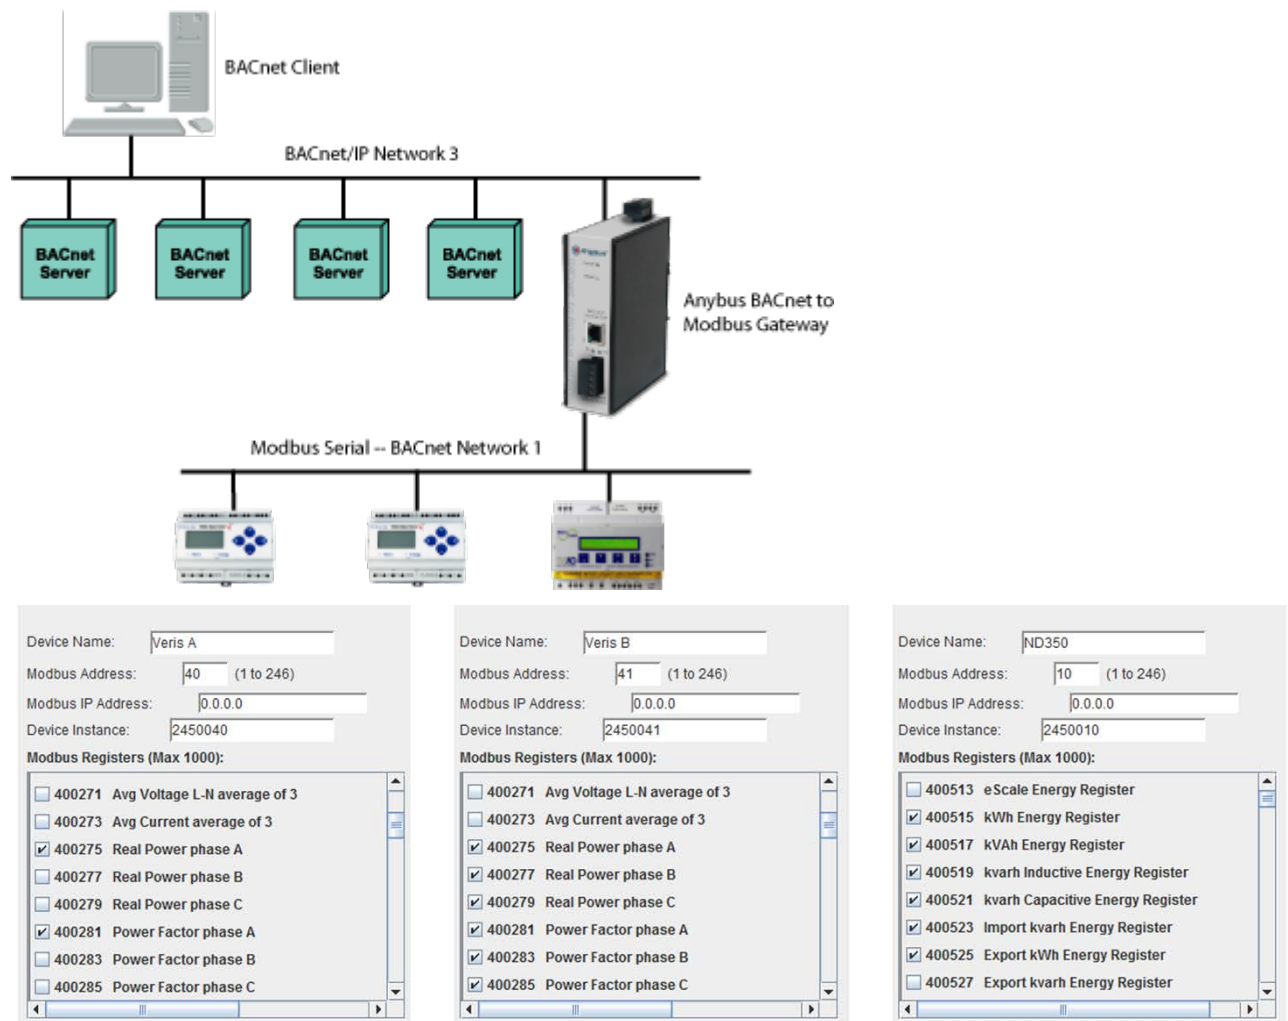 BACnet Client
BACnet/IP Network 3
BACnet
Server
BACnet
Server
BACnet
Server
BACnet
Server
Anybus BACnet to
Modbus Gateway
Modbus Serial -- BACnet Network 1
Device Name: Veris A
Modbus Address: 40 (1 to 246)
Modbus IP Address: 0.0.0.0
Device Instance: 2450040
Modbus Registers (Max 1000):
400271 Avg Voltage L-N average of 3
400273 Avg Current average of 3
400275 Real Power phase A
400277 Real Power phase B
400279 Real Power phase C
400281 Power Factor phase A
400283 Power Factor phase B
400285 Power Factor phase C
Device Name: Veris B
Modbus Address: 41 (1 to 246)
Modbus IP Address: 0.0.0.0
Device Instance: 2450041
Modbus Registers (Max 1000):
400271 Avg Voltage L-N average of 3
400273 Avg Current average of 3
400275 Real Power phase A
400277 Real Power phase B
400279 Real Power phase C
400281 Power Factor phase A
400283 Power Factor phase B
400285 Power Factor phase C
Device Name: ND350
Modbus Address: 10 (1 to 246)
Modbus IP Address: 0.0.0.0
Device Instance: 2450010
Modbus Registers (Max 1000):
400513 eScale Energy Register
400515 kWh Energy Register
400517 kVAh Energy Register
400519 kvarh Inductive Energy Register
400521 kvarh Capacitive Energy Register
400523 Import kvarh Energy Register
400525 Export kWh Energy Register
400527 Export kvarh Energy Register